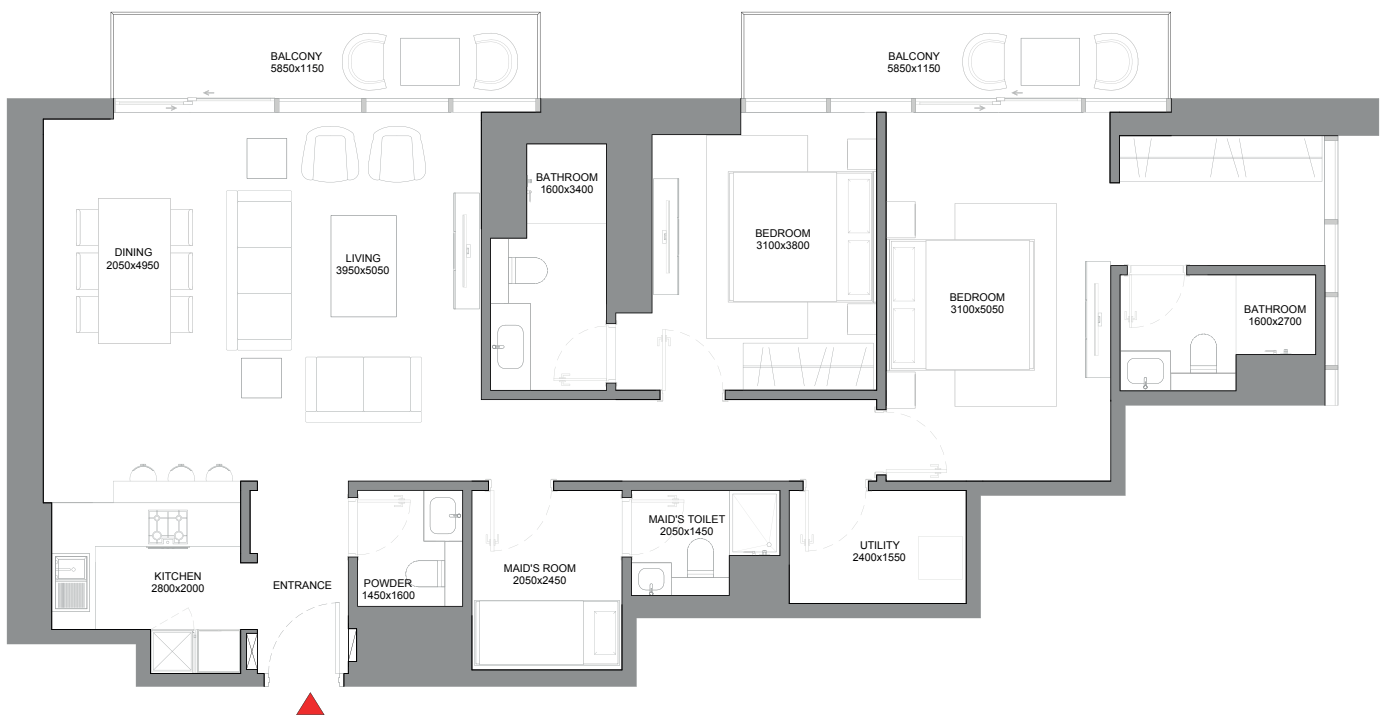 BALCONY
5850x1150
BALCONY
5850x1150
BATHROOM
1600x3400
BEDROOM
3100x3800
DINING
2050x4950
LIVING
3950x5050
BEDROOM
3100x5050
BATHROOM
1600x2700
MAID'S TOILET
2050x1450
UTILITY
2400x1550
KITCHEN
2800x2000
ENTRANCE
POWDER
1450x1600
MAID'S ROOM
2050x2450